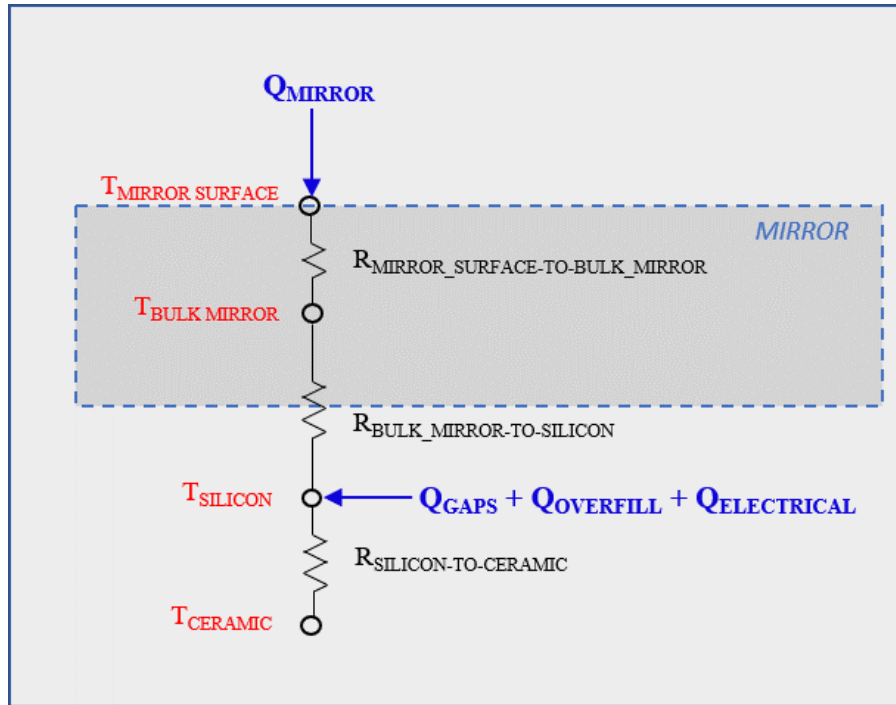 QMIRROR
TMIRROR SURFACE
MIRROR
RMIRROR_SURFACE-TO-BULK_MIRROR
TBULK MIRROR
RBULK_MIRROR-TO-SILICON
TSILICON
QGAPS + QOVERFILL + QELECTRICAL
RSILICON-TO-CERAMIC
TCERAMIC